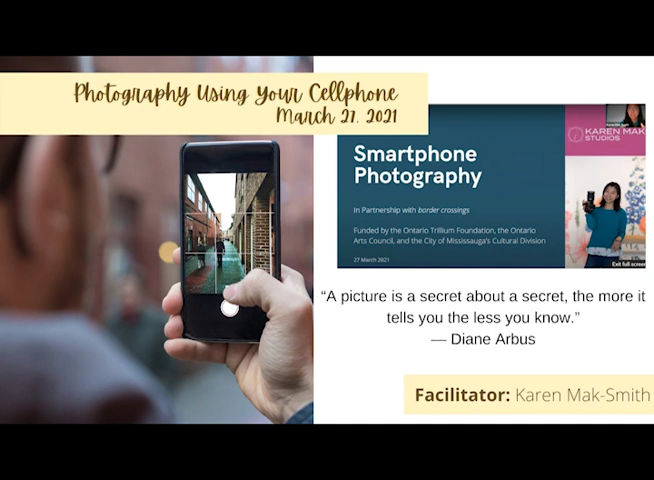 Photography Using Your Cellphone
March 27, 2021
KAREN MAK
STUDIOS
Smartphone
Photography
In Partnership with border crossings
Funded by the Ontario Trillium Foundation, the Ontario
Arts Council, and the City of Mississauga's Cultural Division
27 March 2021
Exit full screen
“A picture is a secret about a secret, the more it
tells you the less you know.”
— Diane Arbus
Facilitator: Karen Mak-Smith